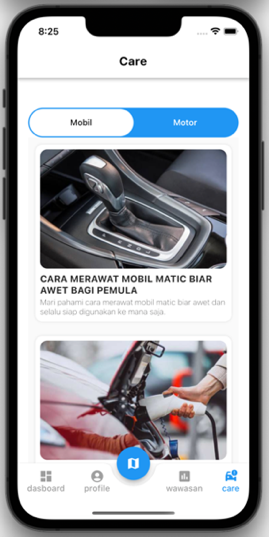 8:25
Care
Mobil
Motor
CARA MERAWAT MOBIL MATIC BIAR
AWET BAGI PEMULA
Mari pahami cara merawat mobil matic biar awet dan
selalu siap digunakan ke mana saja.
dasboard
profile
wawasan
care